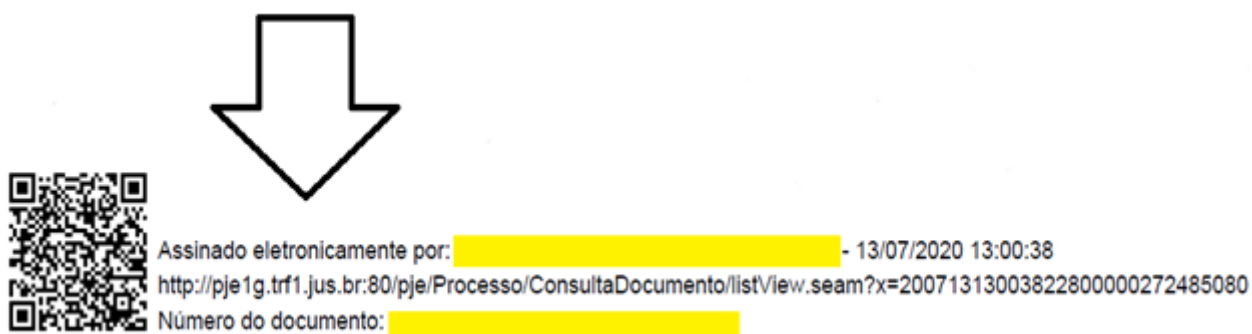 Assinado eletronicamente por: - 13/07/2020 13:00:38
http://pje1g.trf1.jus.br:80/pje/Processo/ConsultaDocumento/listView.seam?x=20071313003822800000272485080
Número do documento: